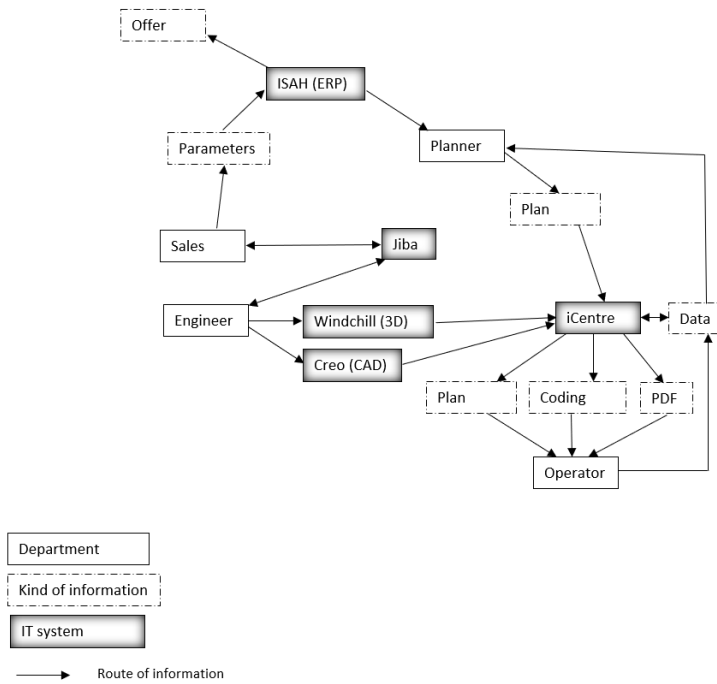 Offer
ISAH (ERP)
Parameters
Planner
Plan
Sales
Jiba
Engineer
Windchill (3D)
iCentre
Data
Creo (CAD)
Plan
Coding
PDF
Operator
Department
Kind of information
IT system
Route of information